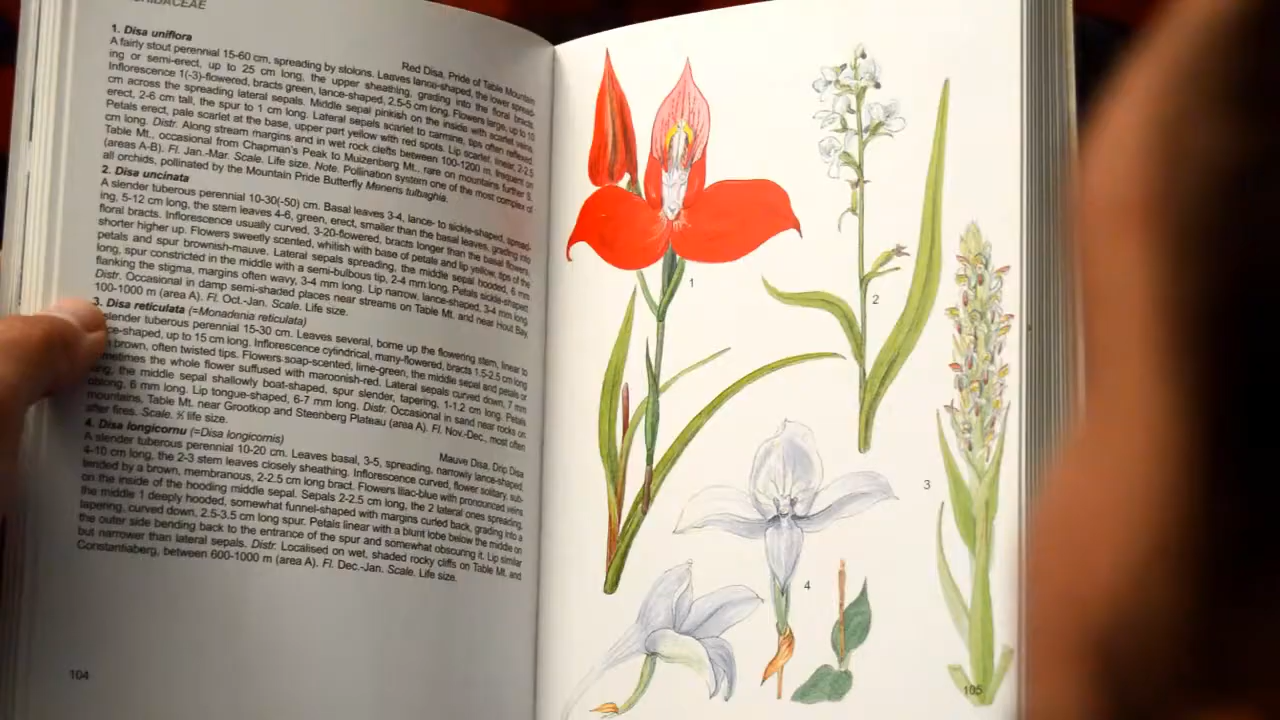 1. Disa uniflora
Red Disa, Pride of Table Mountain
A fairly stout perennial 15-60 cm, spreading by stolons. Leaves lance-shaped, the lower spread-
ing or semi-erect, up to 25 cm long, the upper sheathing, grading into the floral bracts.
Inflorescence 1(-3)-flowered, bracts green, lance-shaped, 2.5-5 cm long. Flowers large, up to 10
cm across the spreading lateral sepals. Middle sepal pinkish on the inside with scarlet veins,
erect, 2-6 cm tall, the spur to 1 cm long. Lateral sepals scarlet to carmine, tips often reflexed.
Petals erect, pale scarlet at the base, upper part yellow with red spots. Lip scarlet, linear, 2-2.5
cm long. Distr. Along stream margins and in wet rock clefts between 100-1200 m, frequent on
Table Mt., occasional from Chapman's Peak to Muizenberg Mt., rare on mountains further S.
(areas A-B). Fl. Jan.-Mar. Scale. Life size. Note. Pollination system one of the most complex of
all orchids, pollinated by the Mountain Pride Butterfly Meneris tulbaghia.
2. Disa uncinata
A slender tuberous perennial 10-30(-50) cm. Basal leaves 3-4, lance- to sickle-shaped, spread-
ing, 5-12 cm long, the stem leaves 4-6, green, erect, smaller than the basal leaves, grading into
floral bracts. Inflorescence usually curved, 3-20-flowered, bracts longer than the basal flowers,
shorter higher up. Flowers sweetly scented, whitish with base of petals and lip yellow, tips of the
petals and spur brownish-mauve. Lateral sepals spreading, the middle sepal hooded, 6 mm
long, spur constricted in the middle with a semi-bulbous tip, 2-4 mm long. Petals sickle-shaped,
flanking the stigma, margins often wavy, 3-4 mm long. Lip narrow, lance-shaped, 3-4 mm long.
Distr. Occasional in damp semi-shaded places near streams on Table Mt. and near Hout Bay,
100-1000 m (area A). Fl. Oct.-Jan. Scale. Life size.
3. Disa reticulata (=Monadenia reticulata)
slender tuberous perennial 15-30 cm. Leaves several, borne up the flowering stem, linear to
-shaped, up to 15 cm long. Inflorescence cylindrical, many-flowered, bracts 1.5-2.5 cm long
brown, often twisted tips. Flowers soap-scented, lime-green, the middle sepal and petals or
sometimes the whole flower suffused with maroonish-red. Lateral sepals curved down, 7 mm
long, the middle sepal shallowly boat-shaped, spur slender, tapering, 1-1.2 cm long. Petals
oblong, 6 mm long. Lip tongue-shaped, 6-7 mm long. Distr. Occasional in sand near rocks on
mountains, Table Mt. near Grootkop and Steenberg Plateau (area A). Fl. Nov.-Dec., most often
after fires. Scale. life size.
4. Disa longicornu (=Disa longicornis)
Mauve Disa, Drip Disa
A slender tuberous perennial 10-20 cm. Leaves basal, 3-5, spreading, narrowly lance-shaped,
4-10 cm long, the 2-3 stem leaves closely sheathing. Inflorescence curved, flower solitary, sub-
tended by a brown, membranous, 2-2.5 cm long bract. Flowers lilac-blue with pronounced veins
on the inside of the hooding middle sepal. Sepals 2-2.5 cm long, the 2 lateral ones spreading,
the middle 1 deeply hooded, somewhat funnel-shaped with margins curled back, grading into a
tapering, curved down, 2.5-3.5 cm long spur. Petals linear with a blunt lobe below the middle on
the outer side bending back to the entrance of the spur and somewhat obscuring it. Lip similar
but narrower than lateral sepals. Distr. Localised on wet, shaded rocky cliffs on Table Mt. and
Constantiaberg, between 600-1000 m (area A). Fl. Dec.-Jan. Scale. Life size.
104
1
2
3
4
105